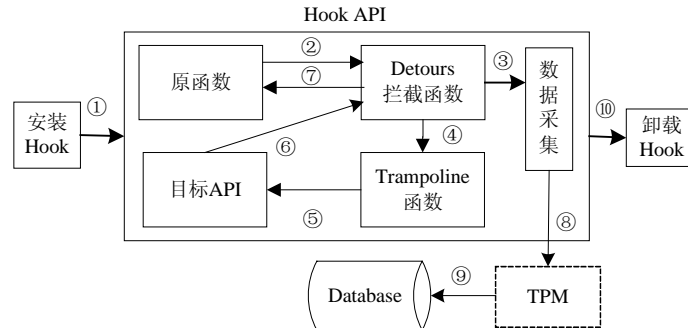 Hook API
②
③
原函数
⑦
Detours
拦截函数
数据采集
①
安装
Hook
⑩
卸载
Hook
⑥
④
目标API
Trampoline
函数
⑤
⑧
Database
⑨
TPM